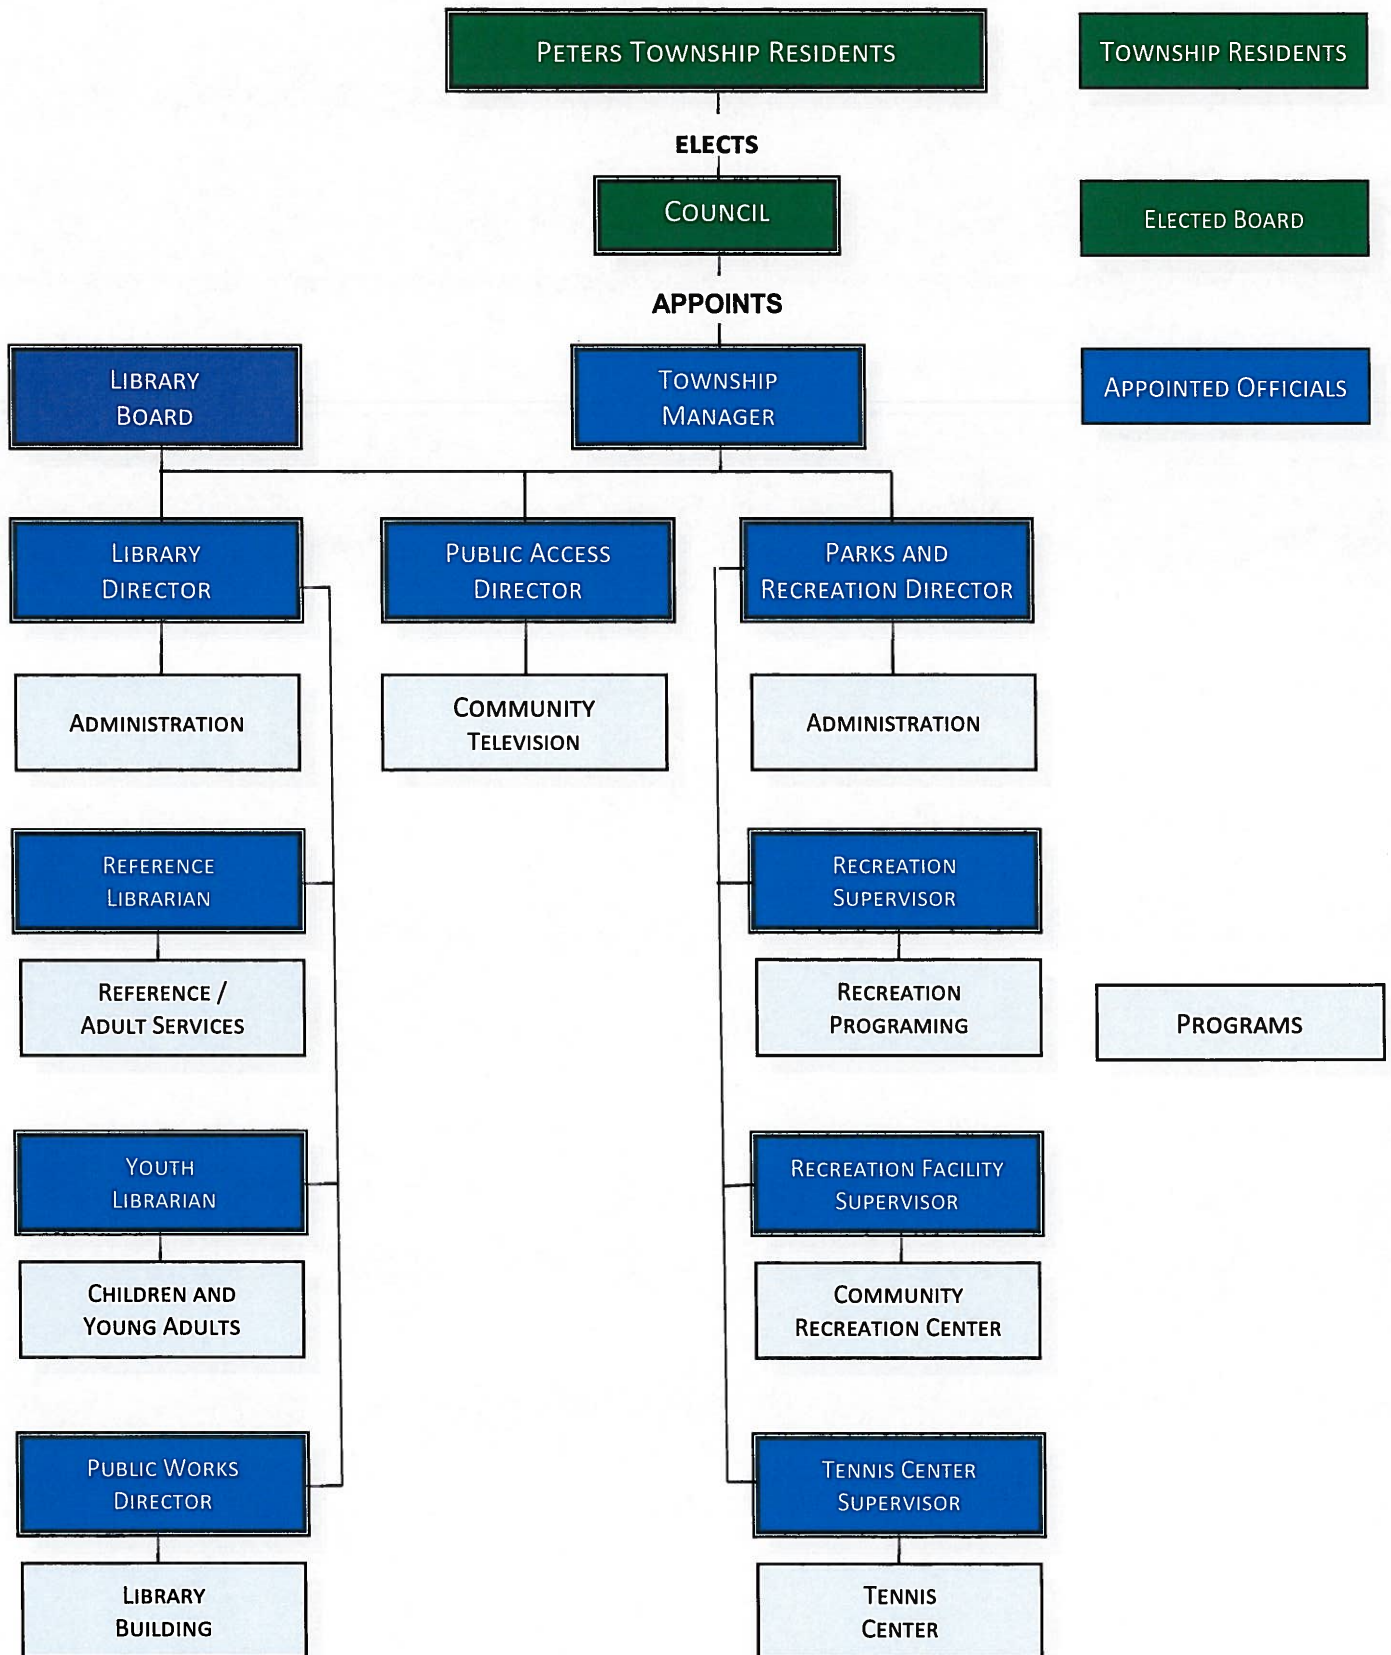 PETERS TOWNSHIP RESIDENTS
TOWNSHIP RESIDENTS
ELECTS
COUNCIL
ELECTED BOARD
APPOINTS
LIBRARY
BOARD
TOWNSHIP
MANAGER
APPOINTED OFFICIALS
LIBRARY
DIRECTOR
PUBLIC ACCESS
DIRECTOR
PARKS AND
RECREATION DIRECTOR
ADMINISTRATION
COMMUNITY
TELEVISION
ADMINISTRATION
REFERENCE
LIBRARIAN
RECREATION
SUPERVISOR
REFERENCE /
ADULT SERVICES
RECREATION
PROGRAMING
PROGRAMS
YOUTH
LIBRARIAN
RECREATION FACILITY
SUPERVISOR
CHILDREN AND
YOUNG ADULTS
COMMUNITY
RECREATION CENTER
PUBLIC WORKS
DIRECTOR
TENNIS CENTER
SUPERVISOR
LIBRARY
BUILDING
TENNIS
CENTER